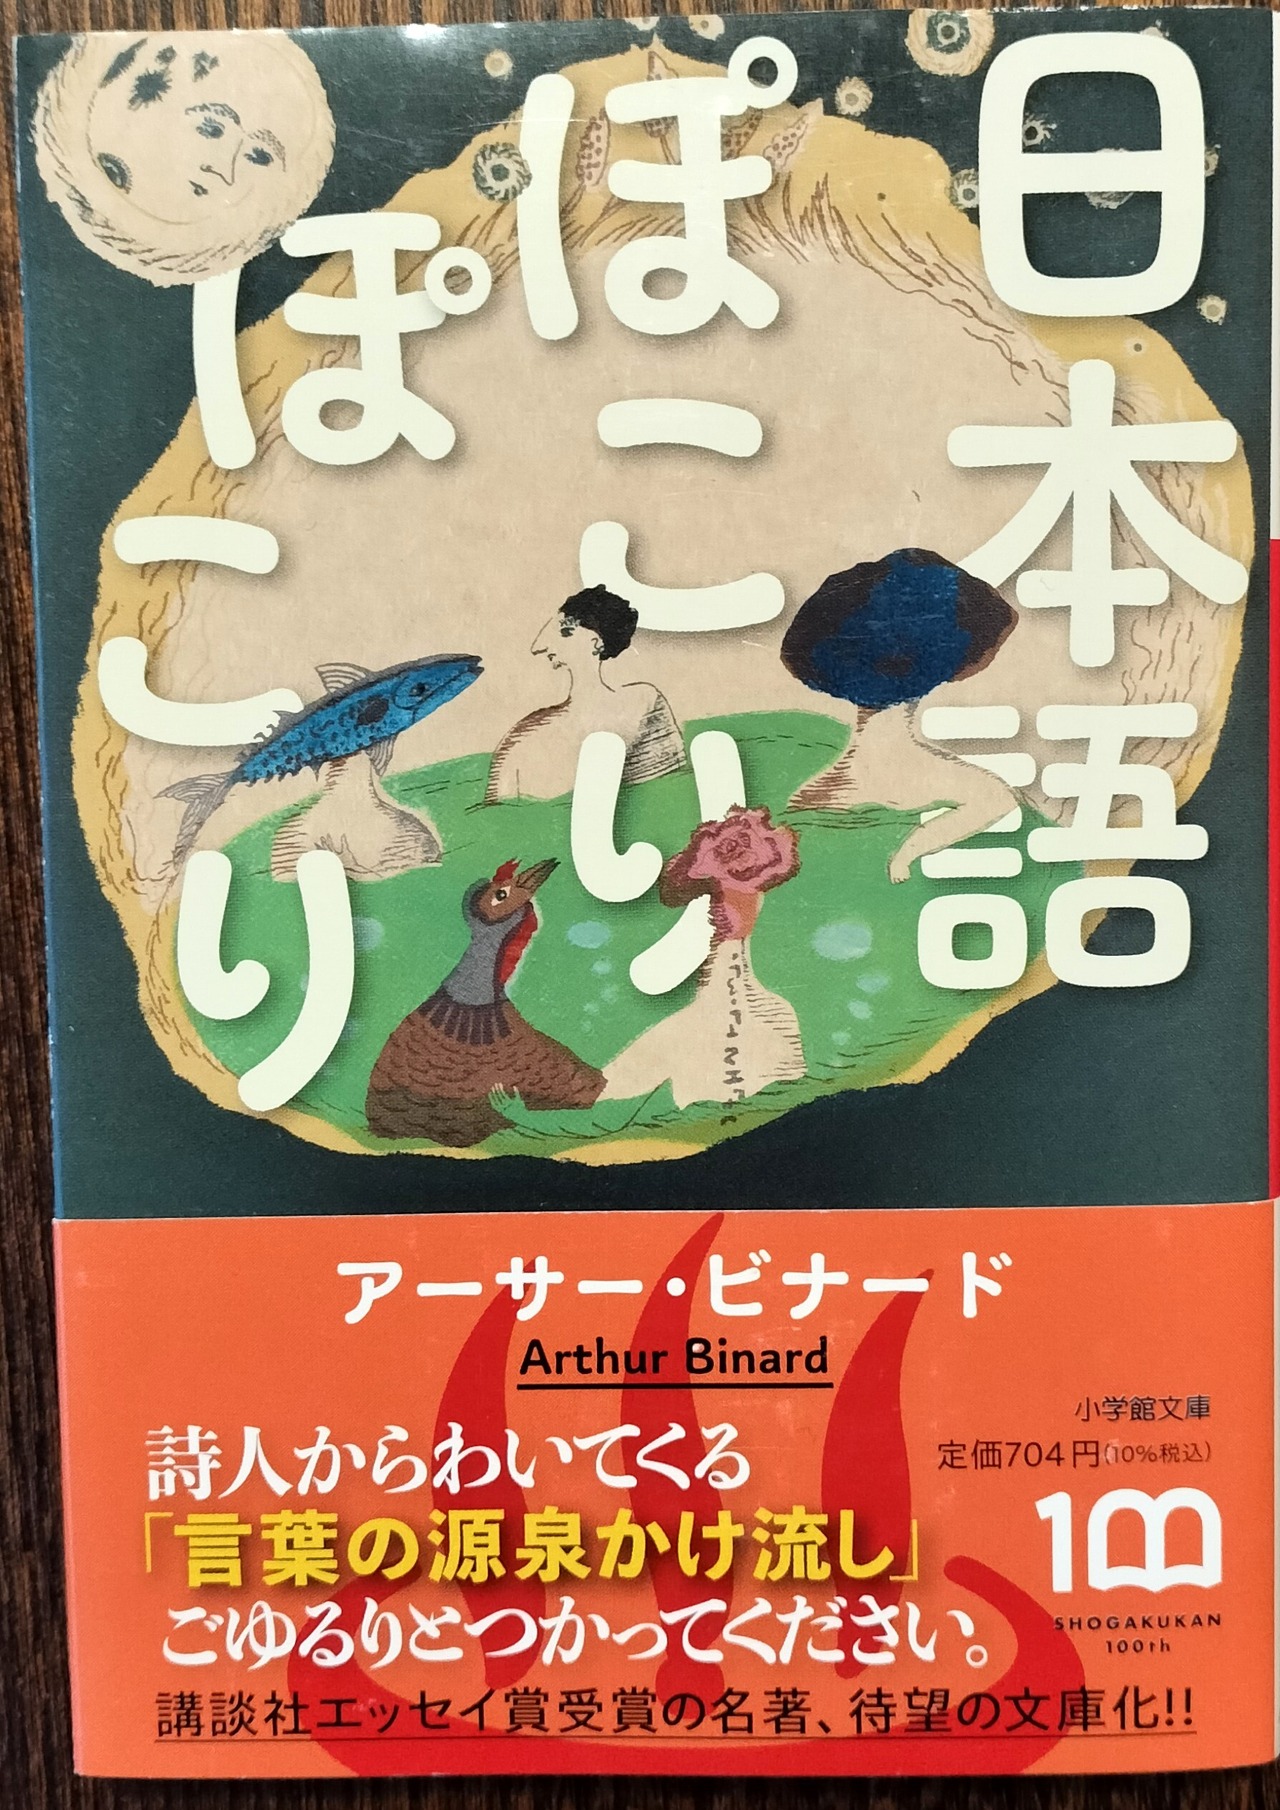 日本語
ぽこりぽこり
アーサー・ビナード
Arthur Binard
詩人からわいてくる
「言葉の源泉かけ流し」
ごゆるりとつかってください。
講談社エッセイ賞受賞の名著、待望の文庫化!!
小学館文庫
定価704円(10%税込)
100
SHOGAKUKAN
100th